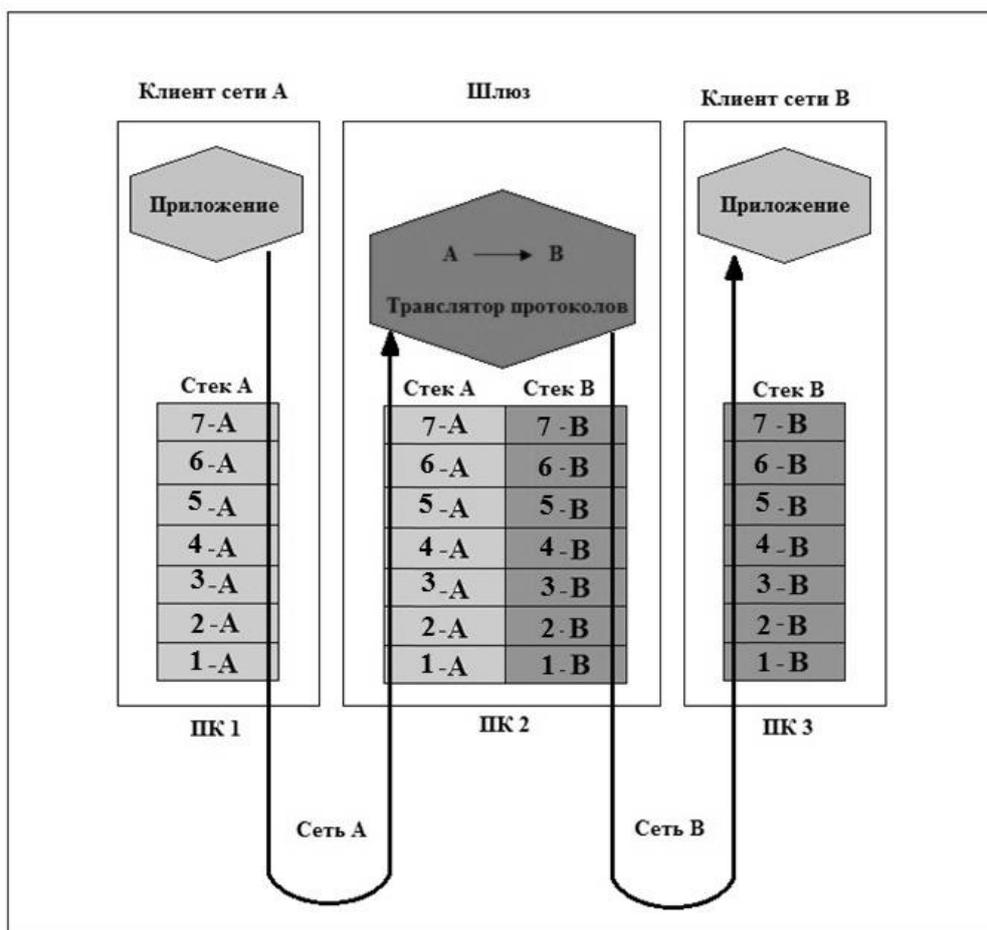 Клиент сети А
Шлюз
Клиент сети В
Приложение
Приложение
А В
Транслятор протоколов
Стек А
Стек А
Стек В
Стек В
7-А
7-А
7-В
7-В
6-А
6-А
6-В
6-В
5-А
5-А
5-В
5-В
4-А
4-А
4-В
4-В
3-А
3-А
3-В
3-В
2-А
2-А
2-В
2-В
1-А
1-А
1-В
1-В
ПК 1
ПК 2
ПК 3
Сеть А
Сеть В